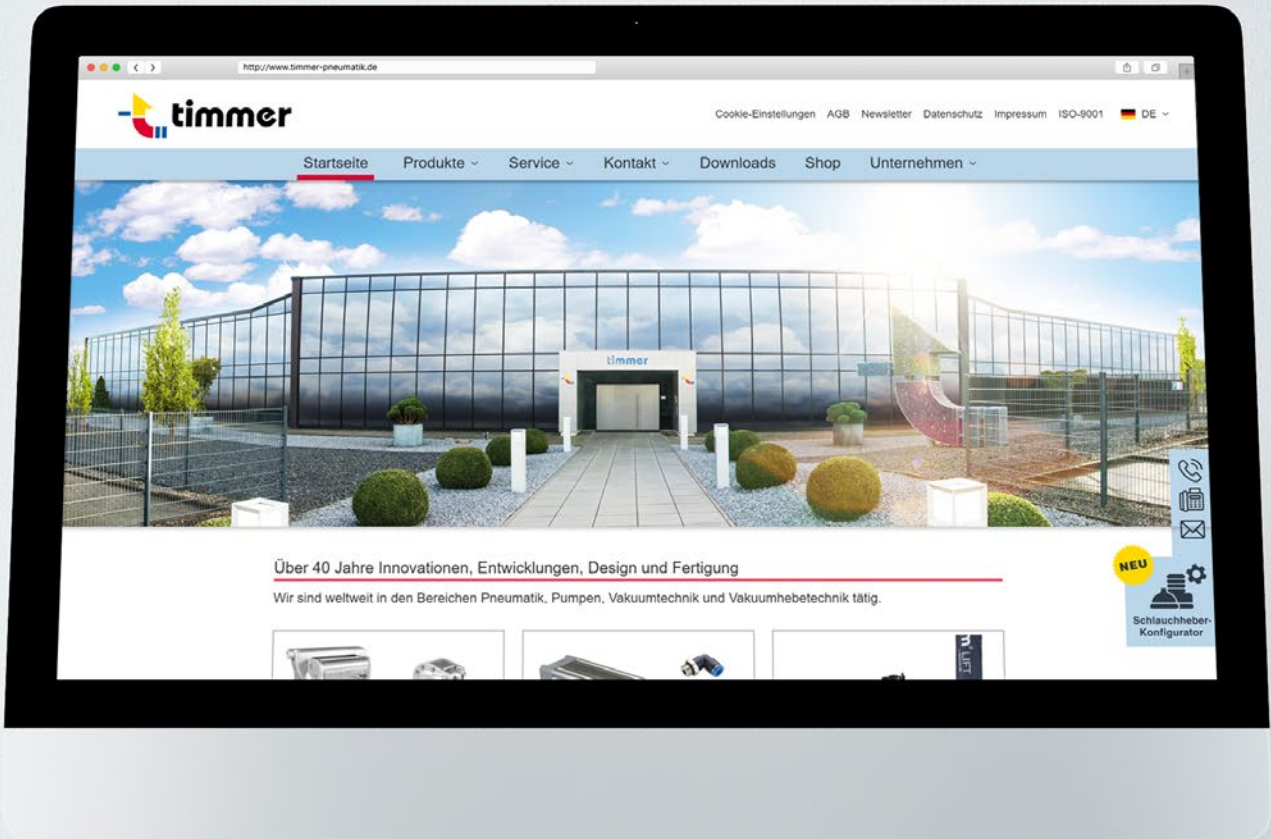 http://www.timmer-pneumatik.de
timmer
Cookie-Einstellungen AGB Newsletter Datenschutz Impressum ISO-9001 DE
Startseite Produkte Service Kontakt Downloads Shop Unternehmen
timmer
Über 40 Jahre Innovationen, Entwicklungen, Design und Fertigung
Wir sind weltweit in den Bereichen Pneumatik, Pumpen, Vakuumtechnik und Vakuumhebetechnik tätig.
NEU
Schlauchheber-
Konfigurator
LIFT